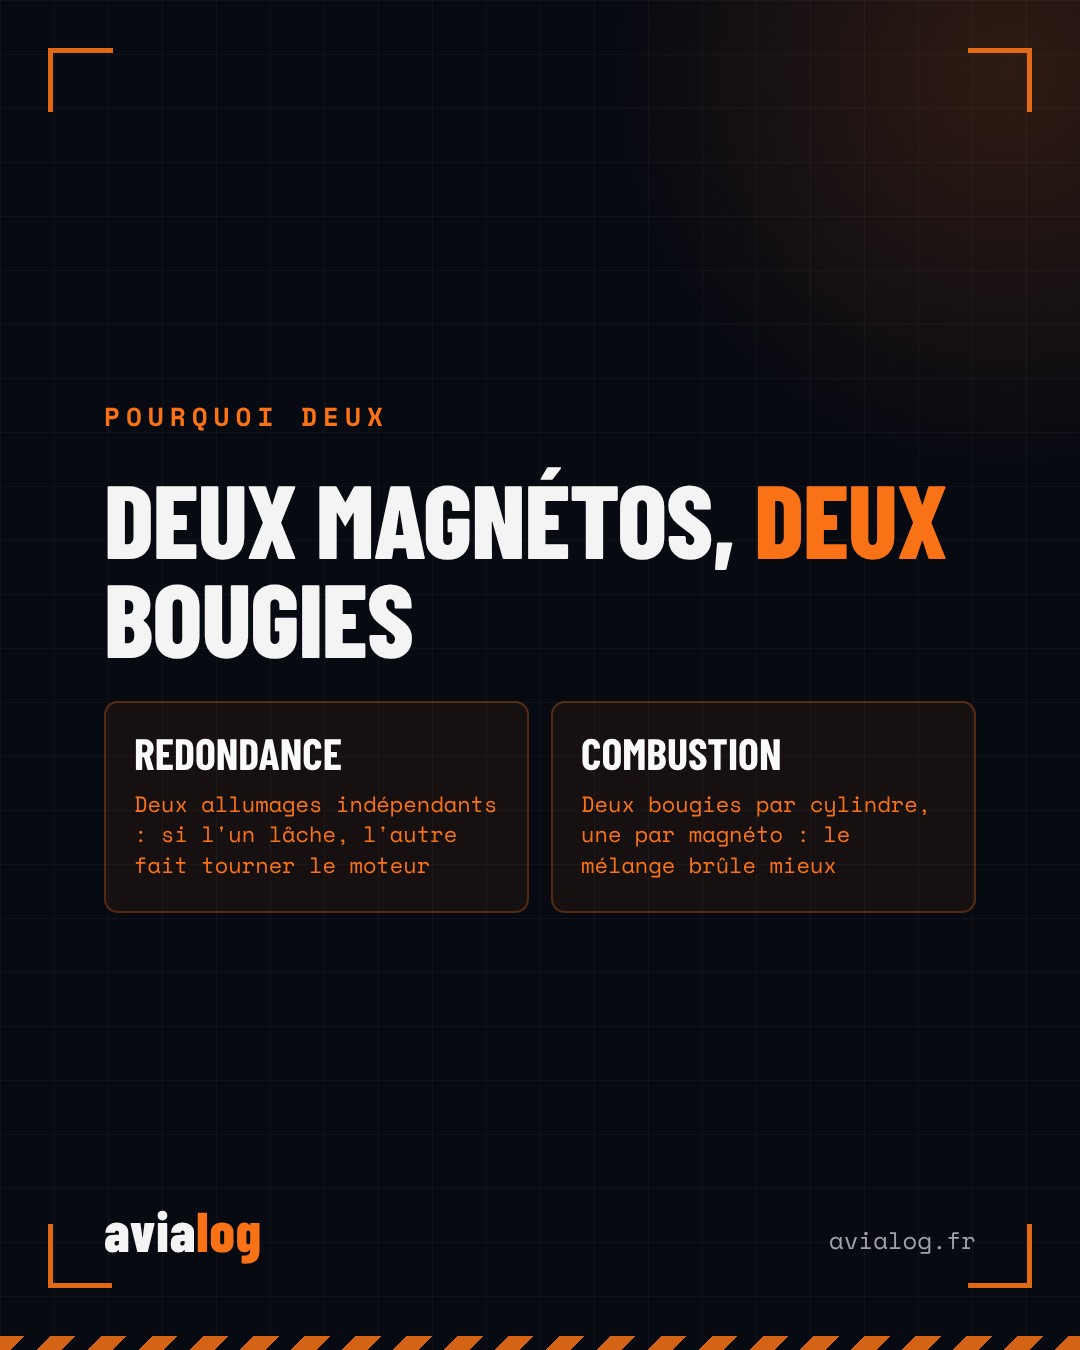 POURQUOI DEUX
DEUX MAGNÉTOS, DEUX
BOUGIES
REDONDANCE
Deux allumages indépendants
: si l'un lâche, l'autre
fait tourner le moteur
COMBUSTION
Deux bougies par cylindre,
une par magnéto : le
mélange brûle mieux
avialog
avialog.fr